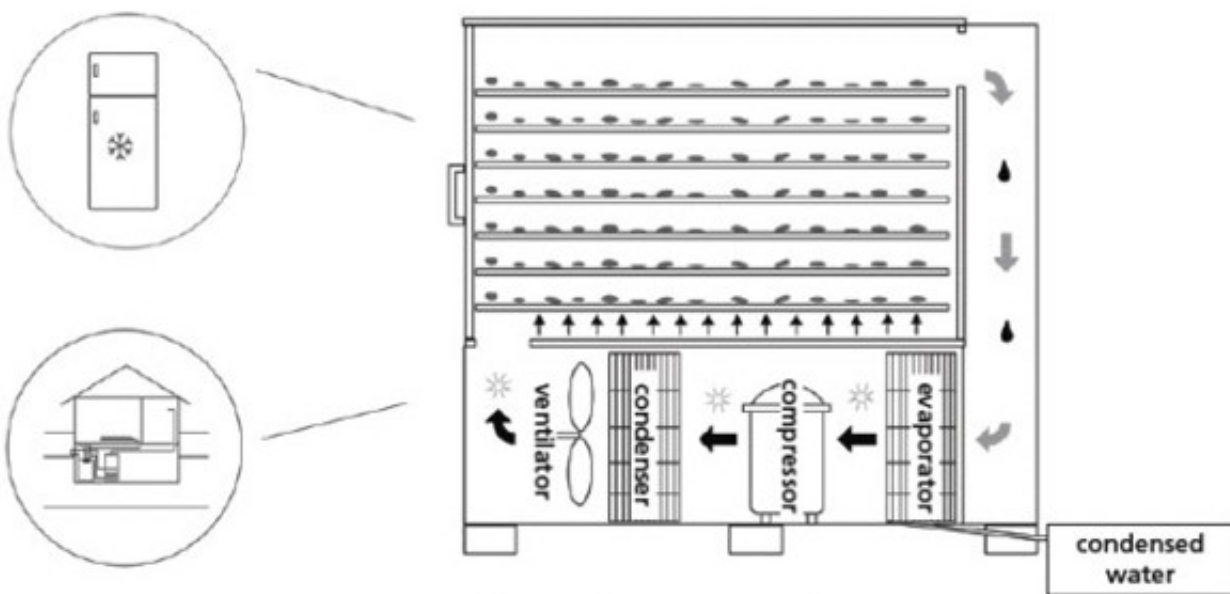 ventilator
condenser
compressor
evaporator
condensed
water